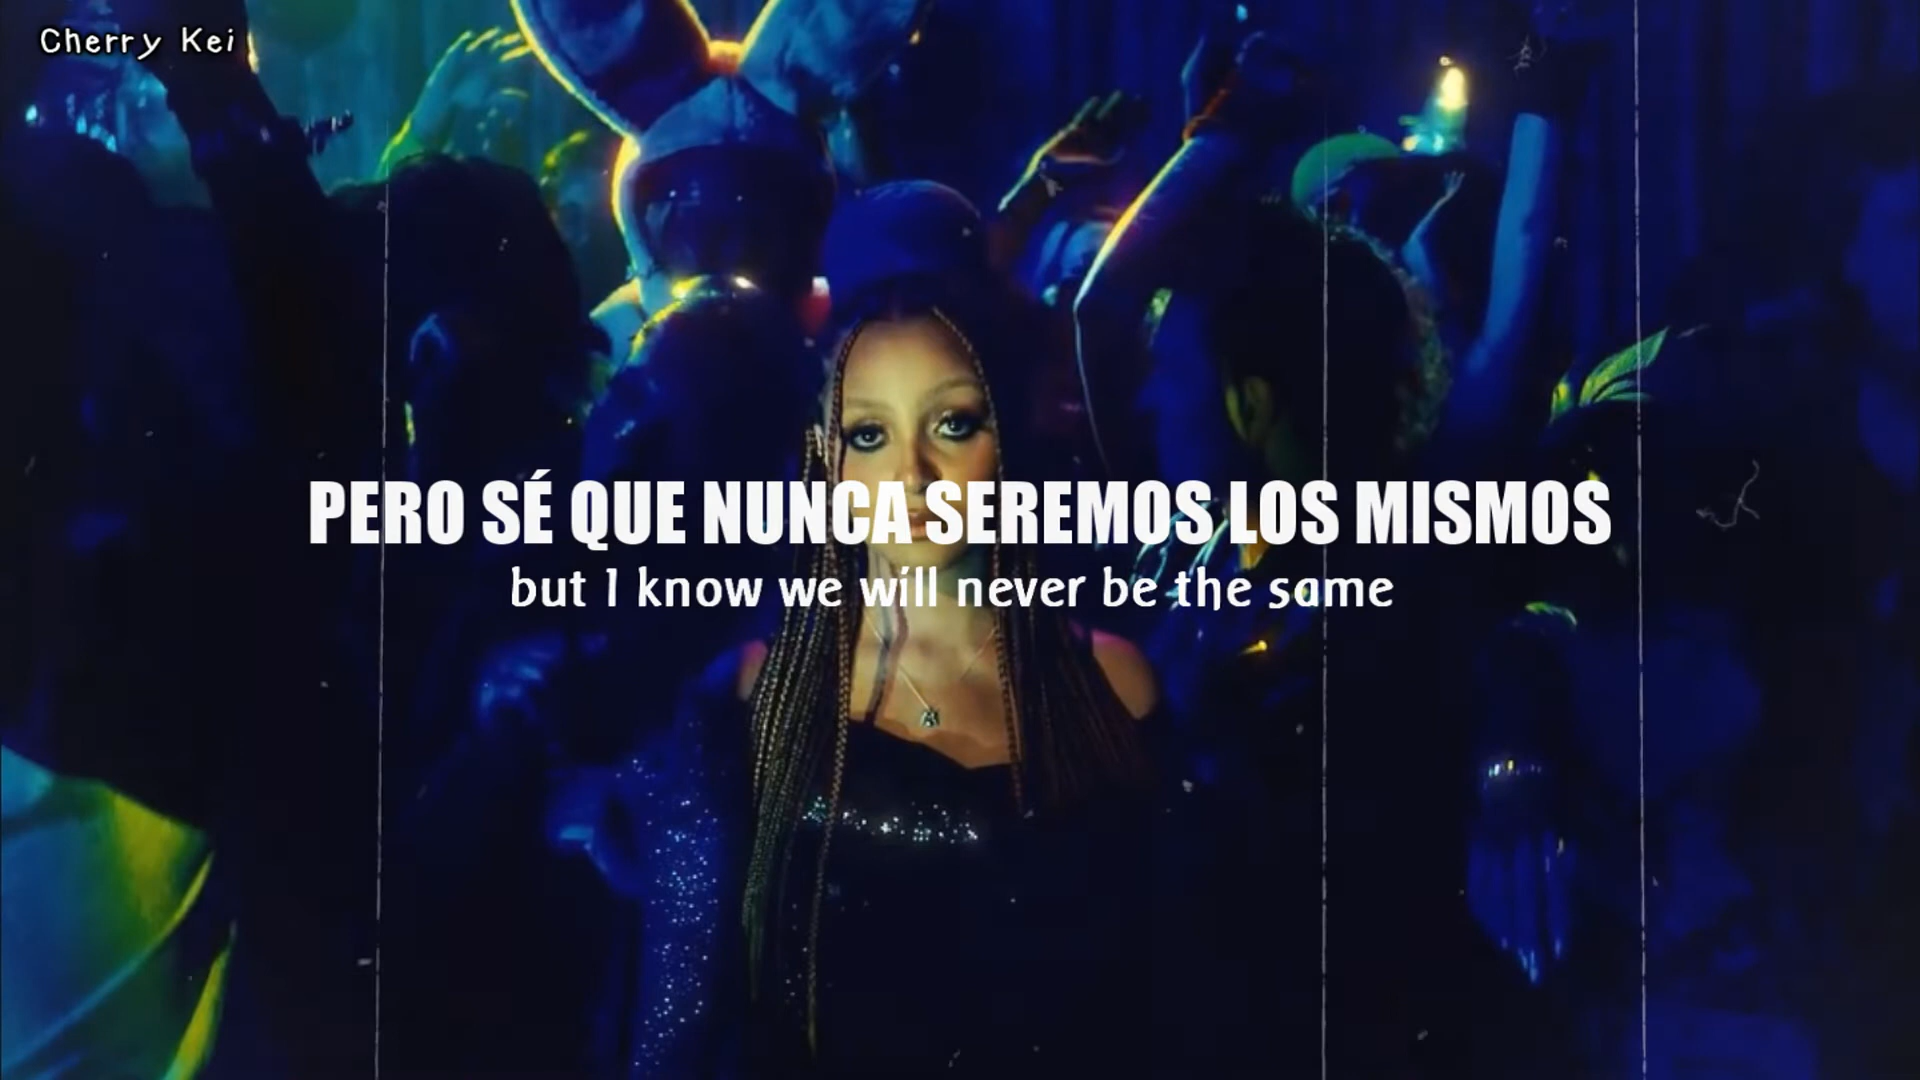 Cherry Kei
PERO SÉ QUE NUNCA SEREMOS LOS MISMOS
but I know we will never be the same